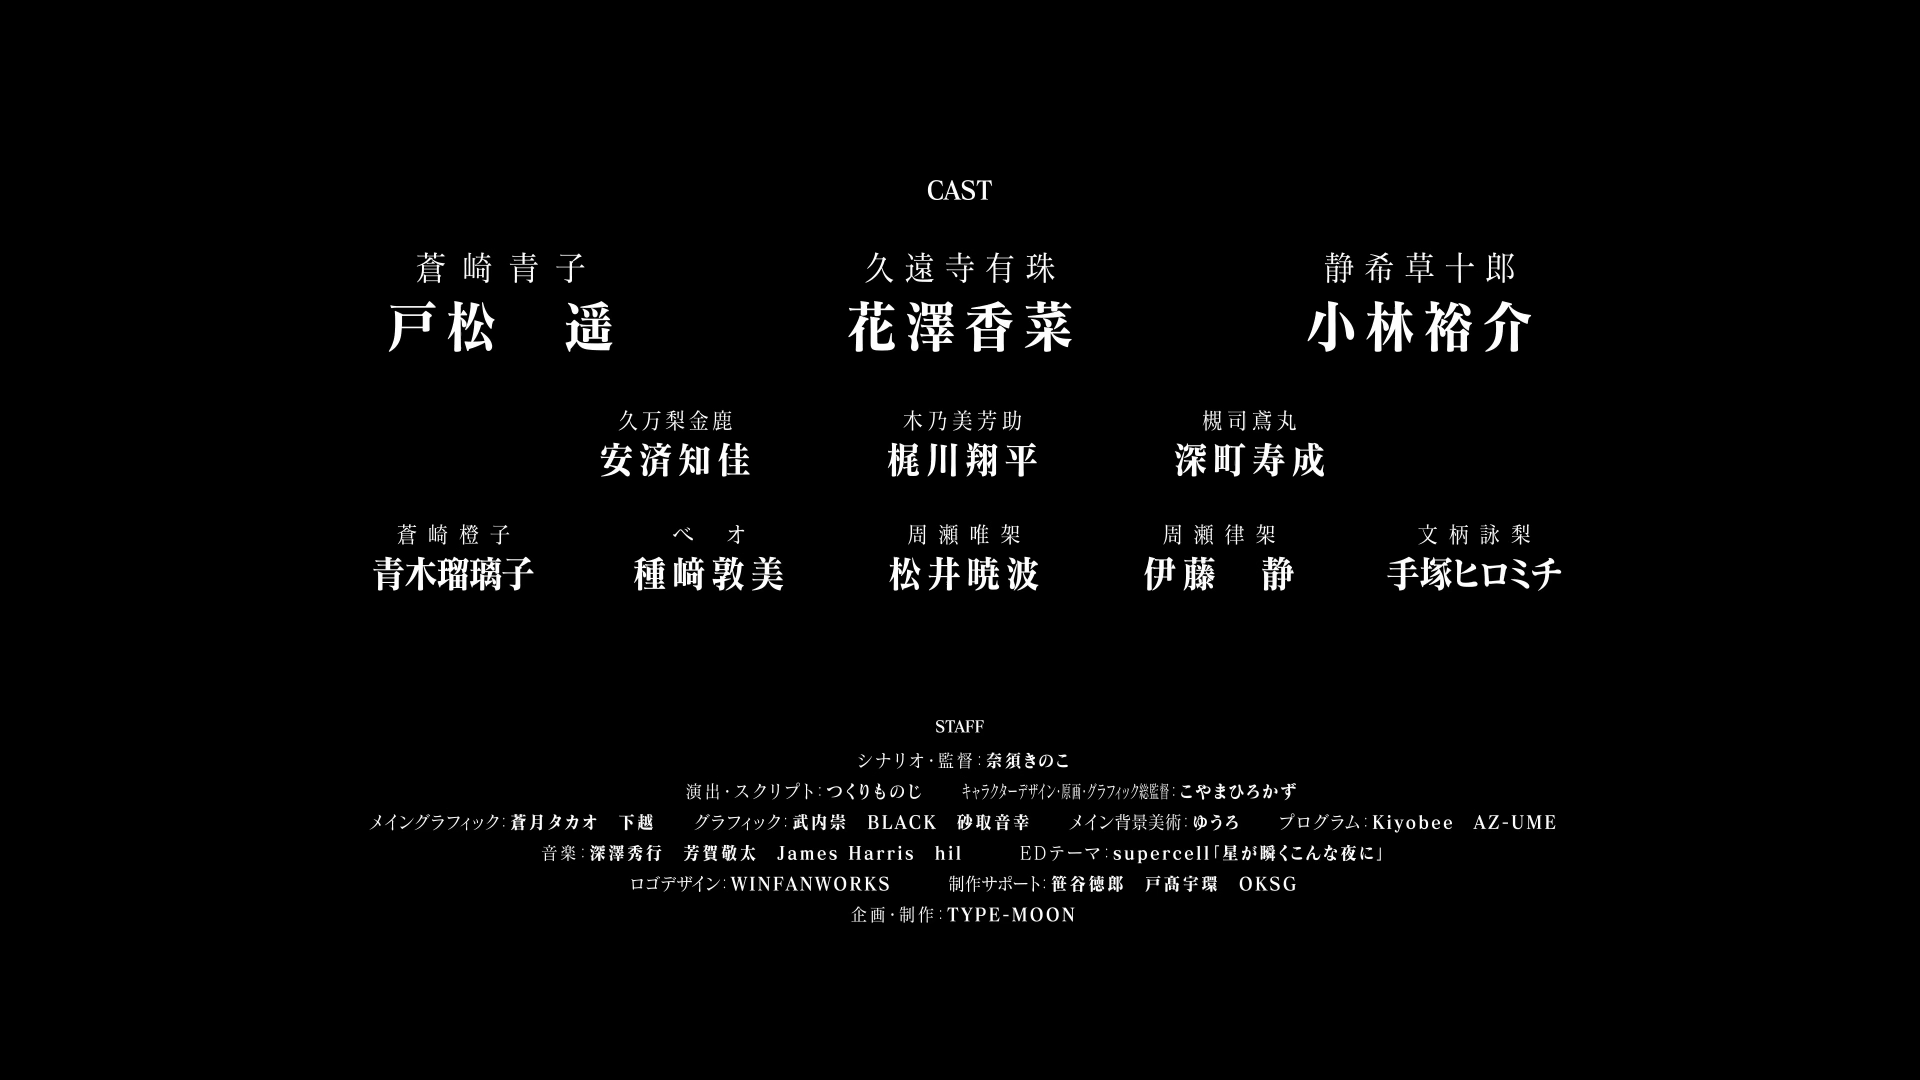 CAST
蒼崎青子 久遠寺有珠 静希草十郎
戸松　遥 花澤香菜 小林裕介
久万梨金鹿 木乃美芳助 槻司鳶丸
安済知佳 梶川翔平 深町寿成
蒼崎橙子 ベオ 周瀬唯架 周瀬律架 文柄詠梨
青木瑠璃子 種﨑敦美 松井暁波 伊藤　静 手塚ヒロミチ
STAFF
シナリオ・監督：奈須きのこ
演出・スクリプト：つくりものじ　キャラクターデザイン・原画・グラフィック総監督：こやまひろかず
メイングラフィック：蒼月タカオ　下越　グラフィック：武内崇　BLACK　砂取音幸　メイン背景美術：ゆうろ　プログラム：Kiyobee　AZ-UME
音楽：深澤秀行　芳賀敬太　James Harris　hil　EDテーマ：supercell「星が瞬くこんな夜に」
ロゴデザイン：WINFANWORKS　制作サポート：笹谷徳郎　戸髙宇環　OKSG
企画・制作：TYPE-MOON